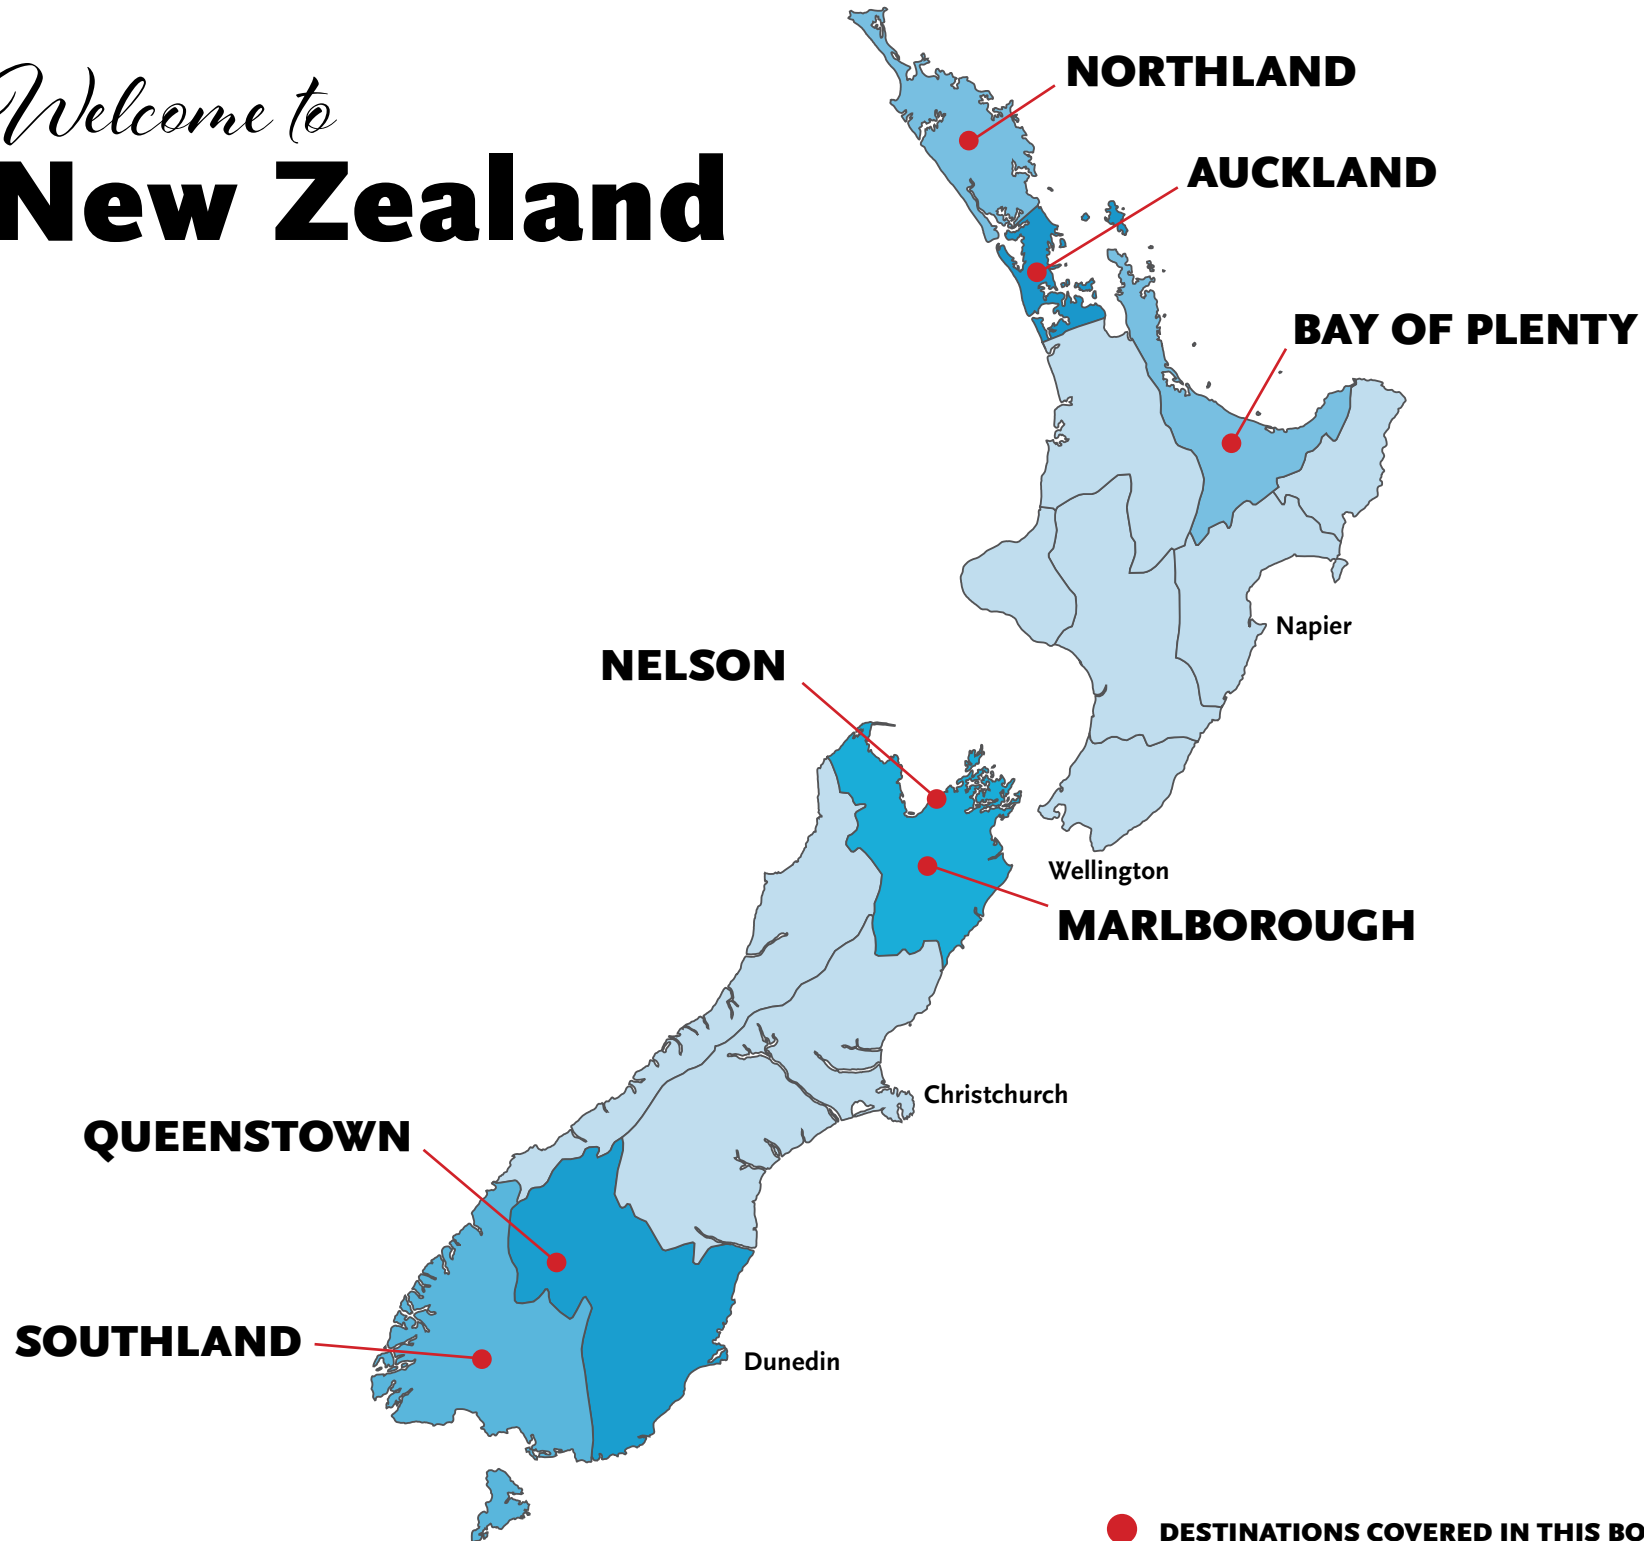 Welcome to
New Zealand
NORTHLAND
AUCKLAND
BAY OF PLENTY
Napier
NELSON
Wellington
MARLBOROUGH
Christchurch
QUEENSTOWN
SOUTHLAND
Dunedin
DESTINATIONS COVERED IN THIS BO